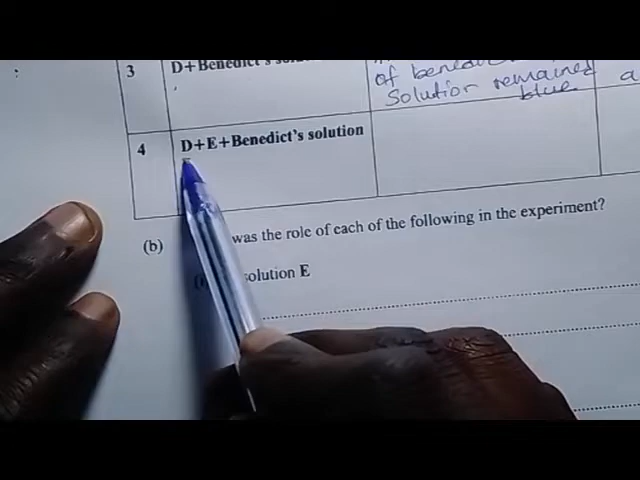 3 D+Benedict's
of benedict
Solution remained
blue
a
4 D+E+Benedict's solution
(b) was the role of each of the following in the experiment?
solution E